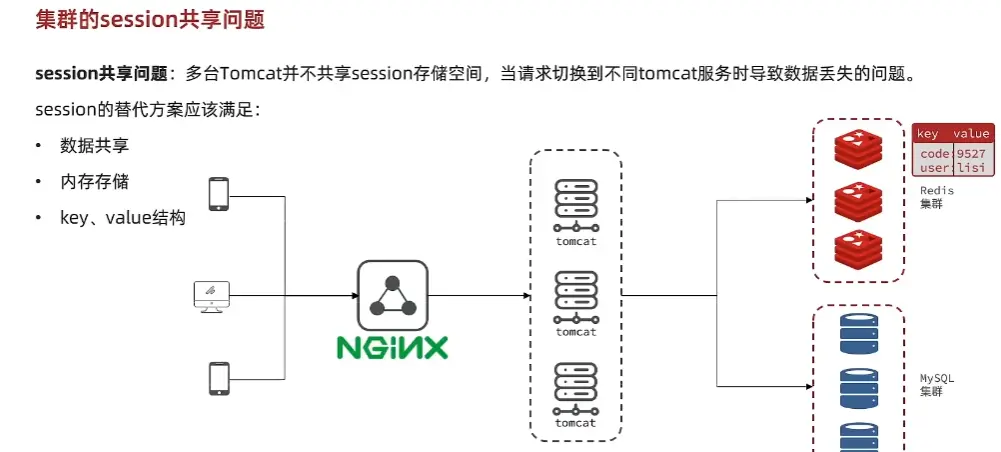 集群的session共享问题
session共享问题：多台Tomcat并不共享session存储空间，当请求切换到不同tomcat服务时导致数据丢失的问题。
session的替代方案应该满足：
• 数据共享
• 内存存储
• key、value结构
NGINX
tomcat
tomcat
tomcat
key value
code:9527
user:lisi
Redis
集群
MySQL
集群